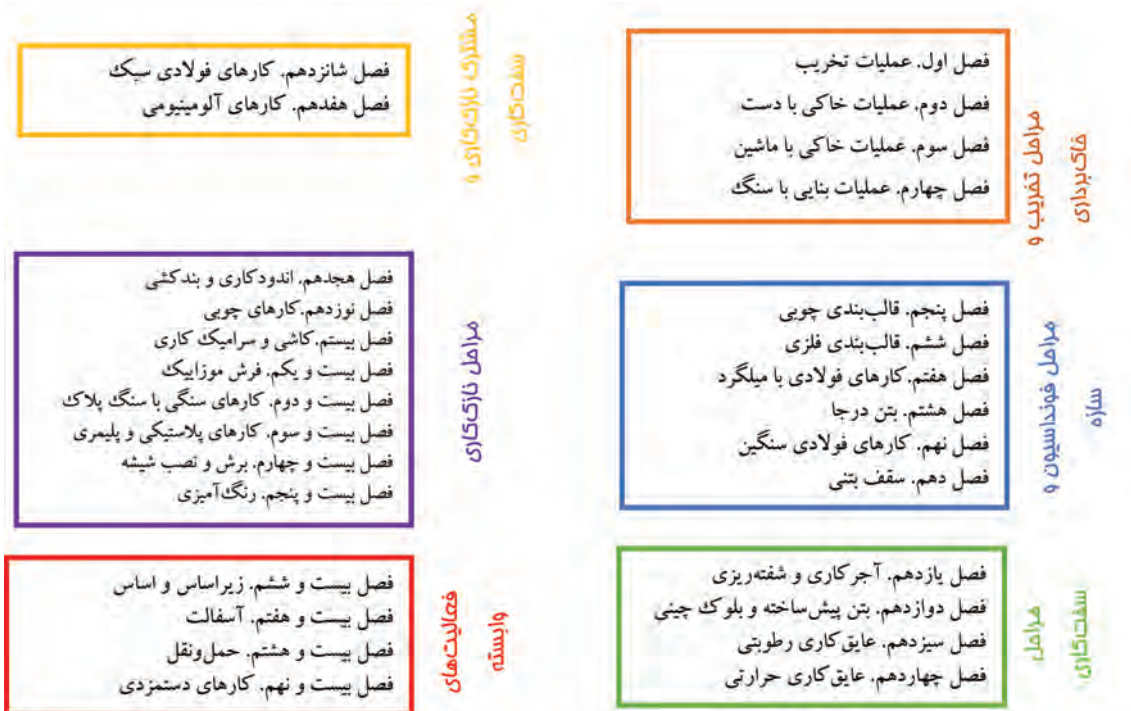 فصل اول. عملیات تخریب
فصل دوم. عملیات خاکی با دست
فصل سوم. عملیات خاکی با ماشین
فصل چهارم. عملیات بنایی با سنگ
مراحل تخریب و
خاک‌برداری
فصل پنجم. قالب‌بندی چوبی
فصل ششم. قالب‌بندی فلزی
فصل هفتم. کارهای فولادی با میلگرد
فصل هشتم. بتن درجا
فصل نهم. کارهای فولادی سنگین
فصل دهم. سقف بتنی
مراحل فونداسیون و
سازه
فصل یازدهم. آجرکاری و شفته‌ریزی
فصل دوازدهم. بتن پیش‌ساخته و بلوک چینی
فصل سیزدهم. عایق‌کاری رطوبتی
فصل چهاردهم. عایق‌کاری حرارتی
مراحل
سفت‌کاری
فصل شانزدهم. کارهای فولادی سبک
فصل هفدهم. کارهای آلومینیومی
مشترک نازک‌کاری و
سفت‌کاری
فصل هجدهم. اندودکاری و بندکشی
فصل نوزدهم. کارهای چوبی
فصل بیستم. کاشی و سرامیک کاری
فصل بیست و یکم. فرش موزاییک
فصل بیست و دوم. کارهای سنگی با سنگ پلاک
فصل بیست و سوم. کارهای پلاستیکی و پلیمری
فصل بیست و چهارم. برش و نصب شیشه
فصل بیست و پنجم. رنگ‌آمیزی
مراحل نازک‌کاری
فصل بیست و ششم. زیراساس و اساس
فصل بیست و هفتم. آسفالت
فصل بیست و هشتم. حمل‌ونقل
فصل بیست و نهم. کارهای دستمزدی
فعالیت‌های
وابسته